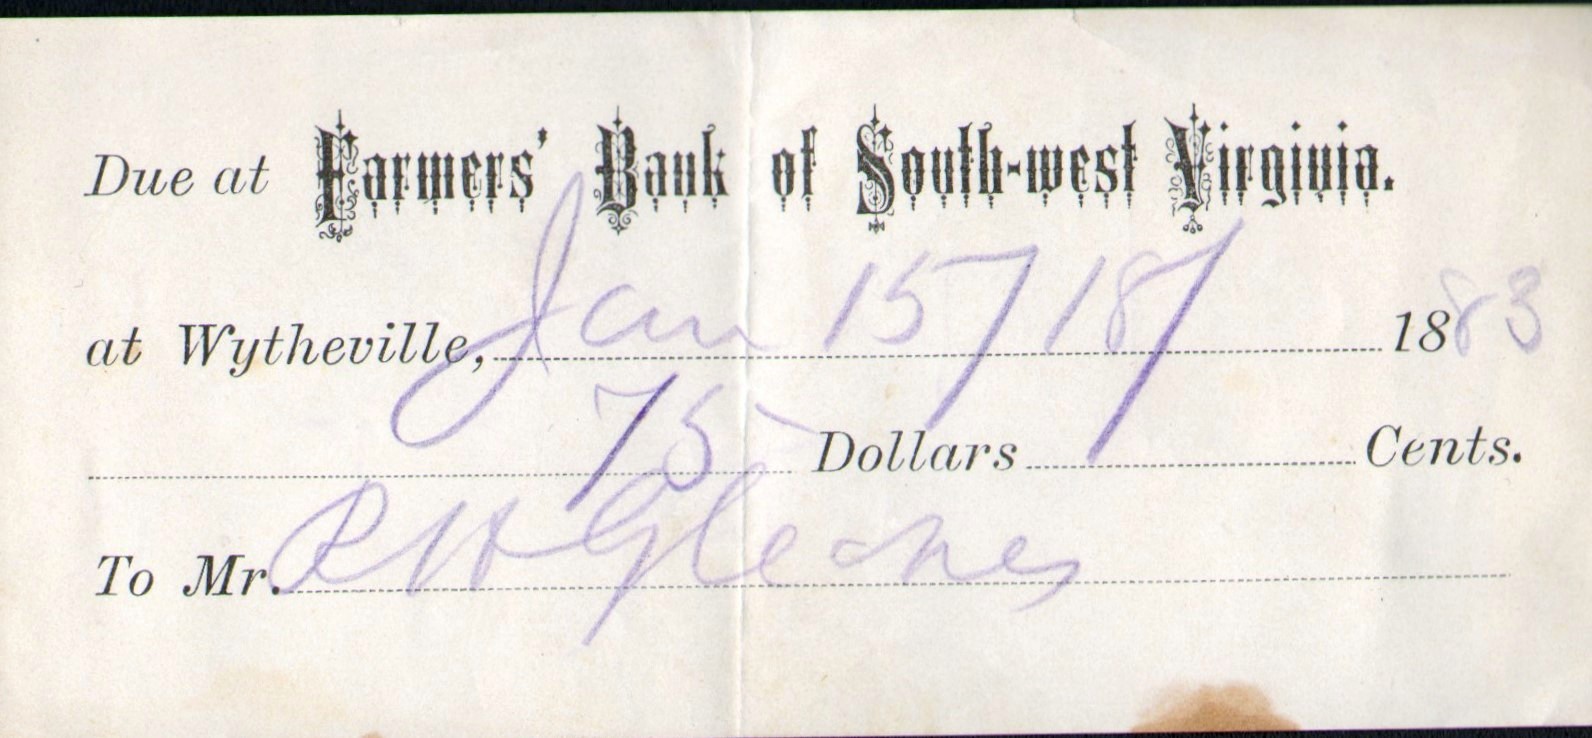 Due at Farmers' Bank of South-west Virginia.
at Wytheville, Jan 15/18/ 1883
75 Dollars Cents.
To Mr. R W Gleaves